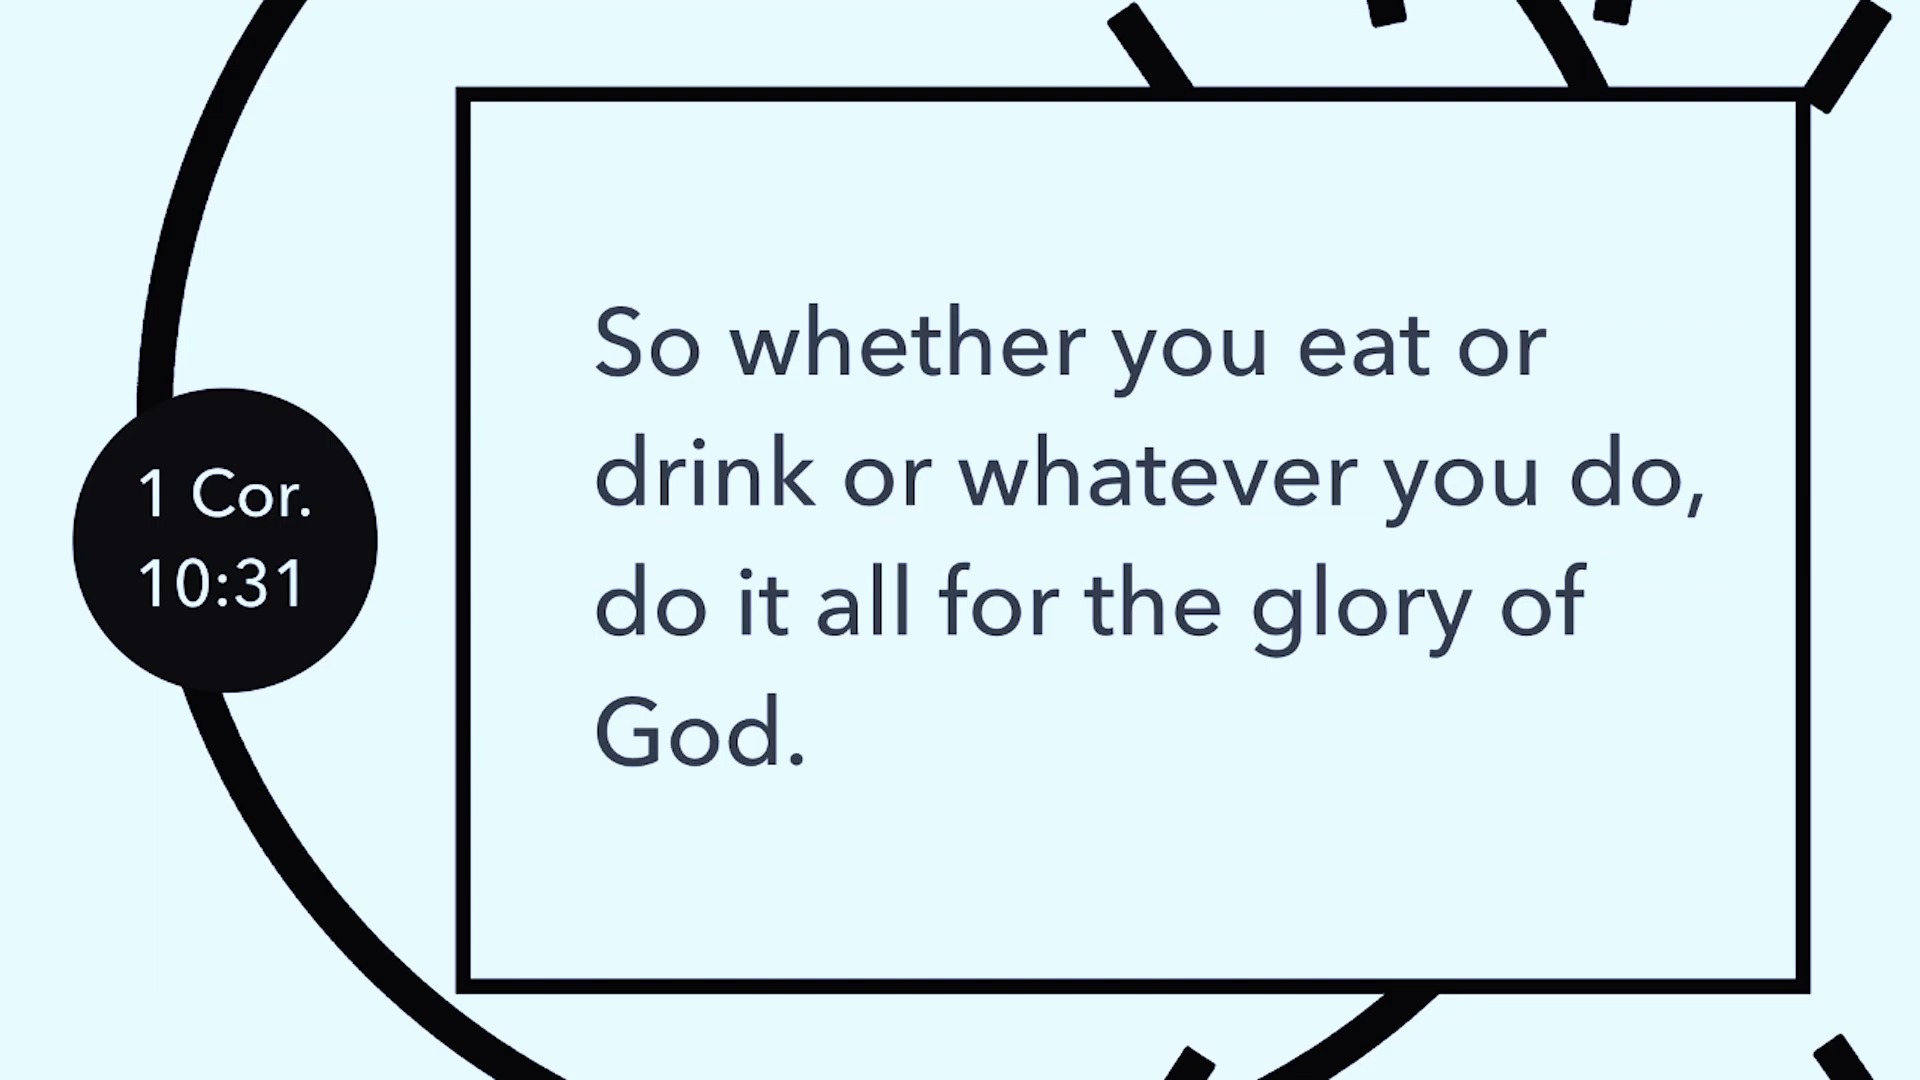 1 Cor.
10:31
So whether you eat or
drink or whatever you do,
do it all for the glory of
God.